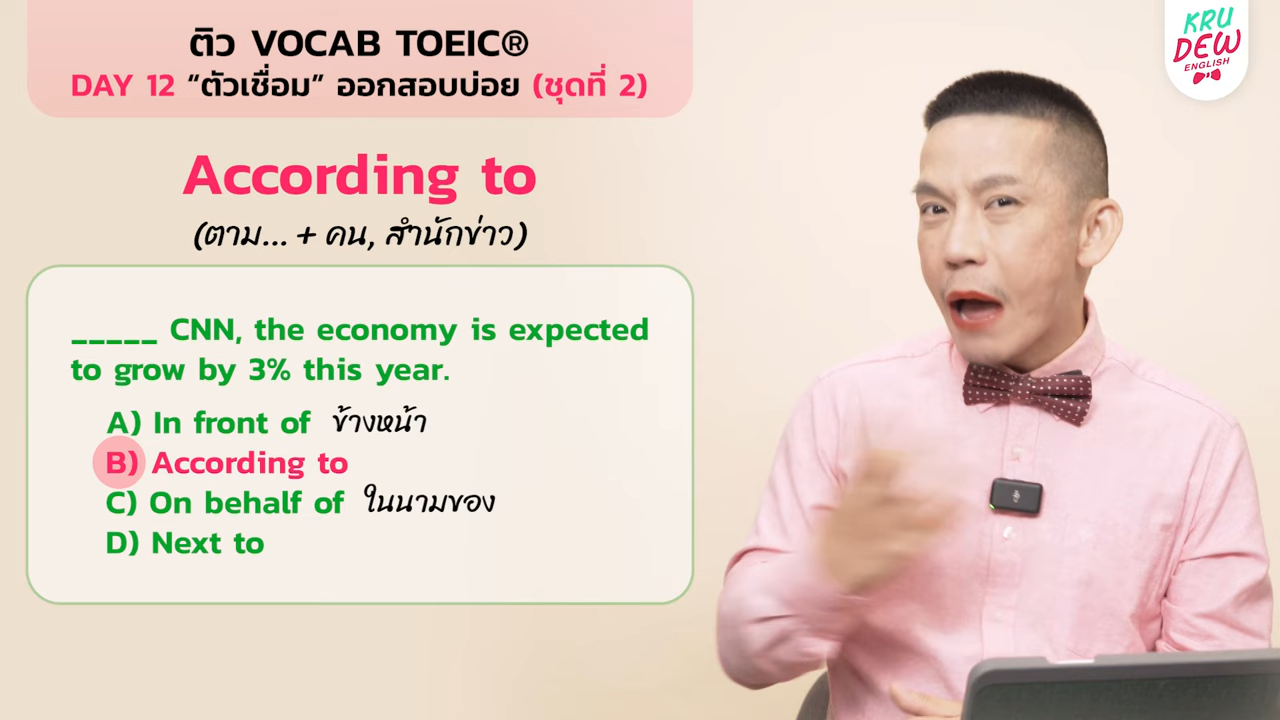 ติว VOCAB TOEIC®
DAY 12 “ตัวเชื่อม” ออกสอบบ่อย (ชุดที่ 2)
KRU
DEW
ENGLISH
According to
(ตาม... + คน, สำนักข่าว)
_____ CNN, the economy is expected
to grow by 3% this year.
A) In front of ข้างหน้า
B) According to
C) On behalf of ในนามของ
D) Next to